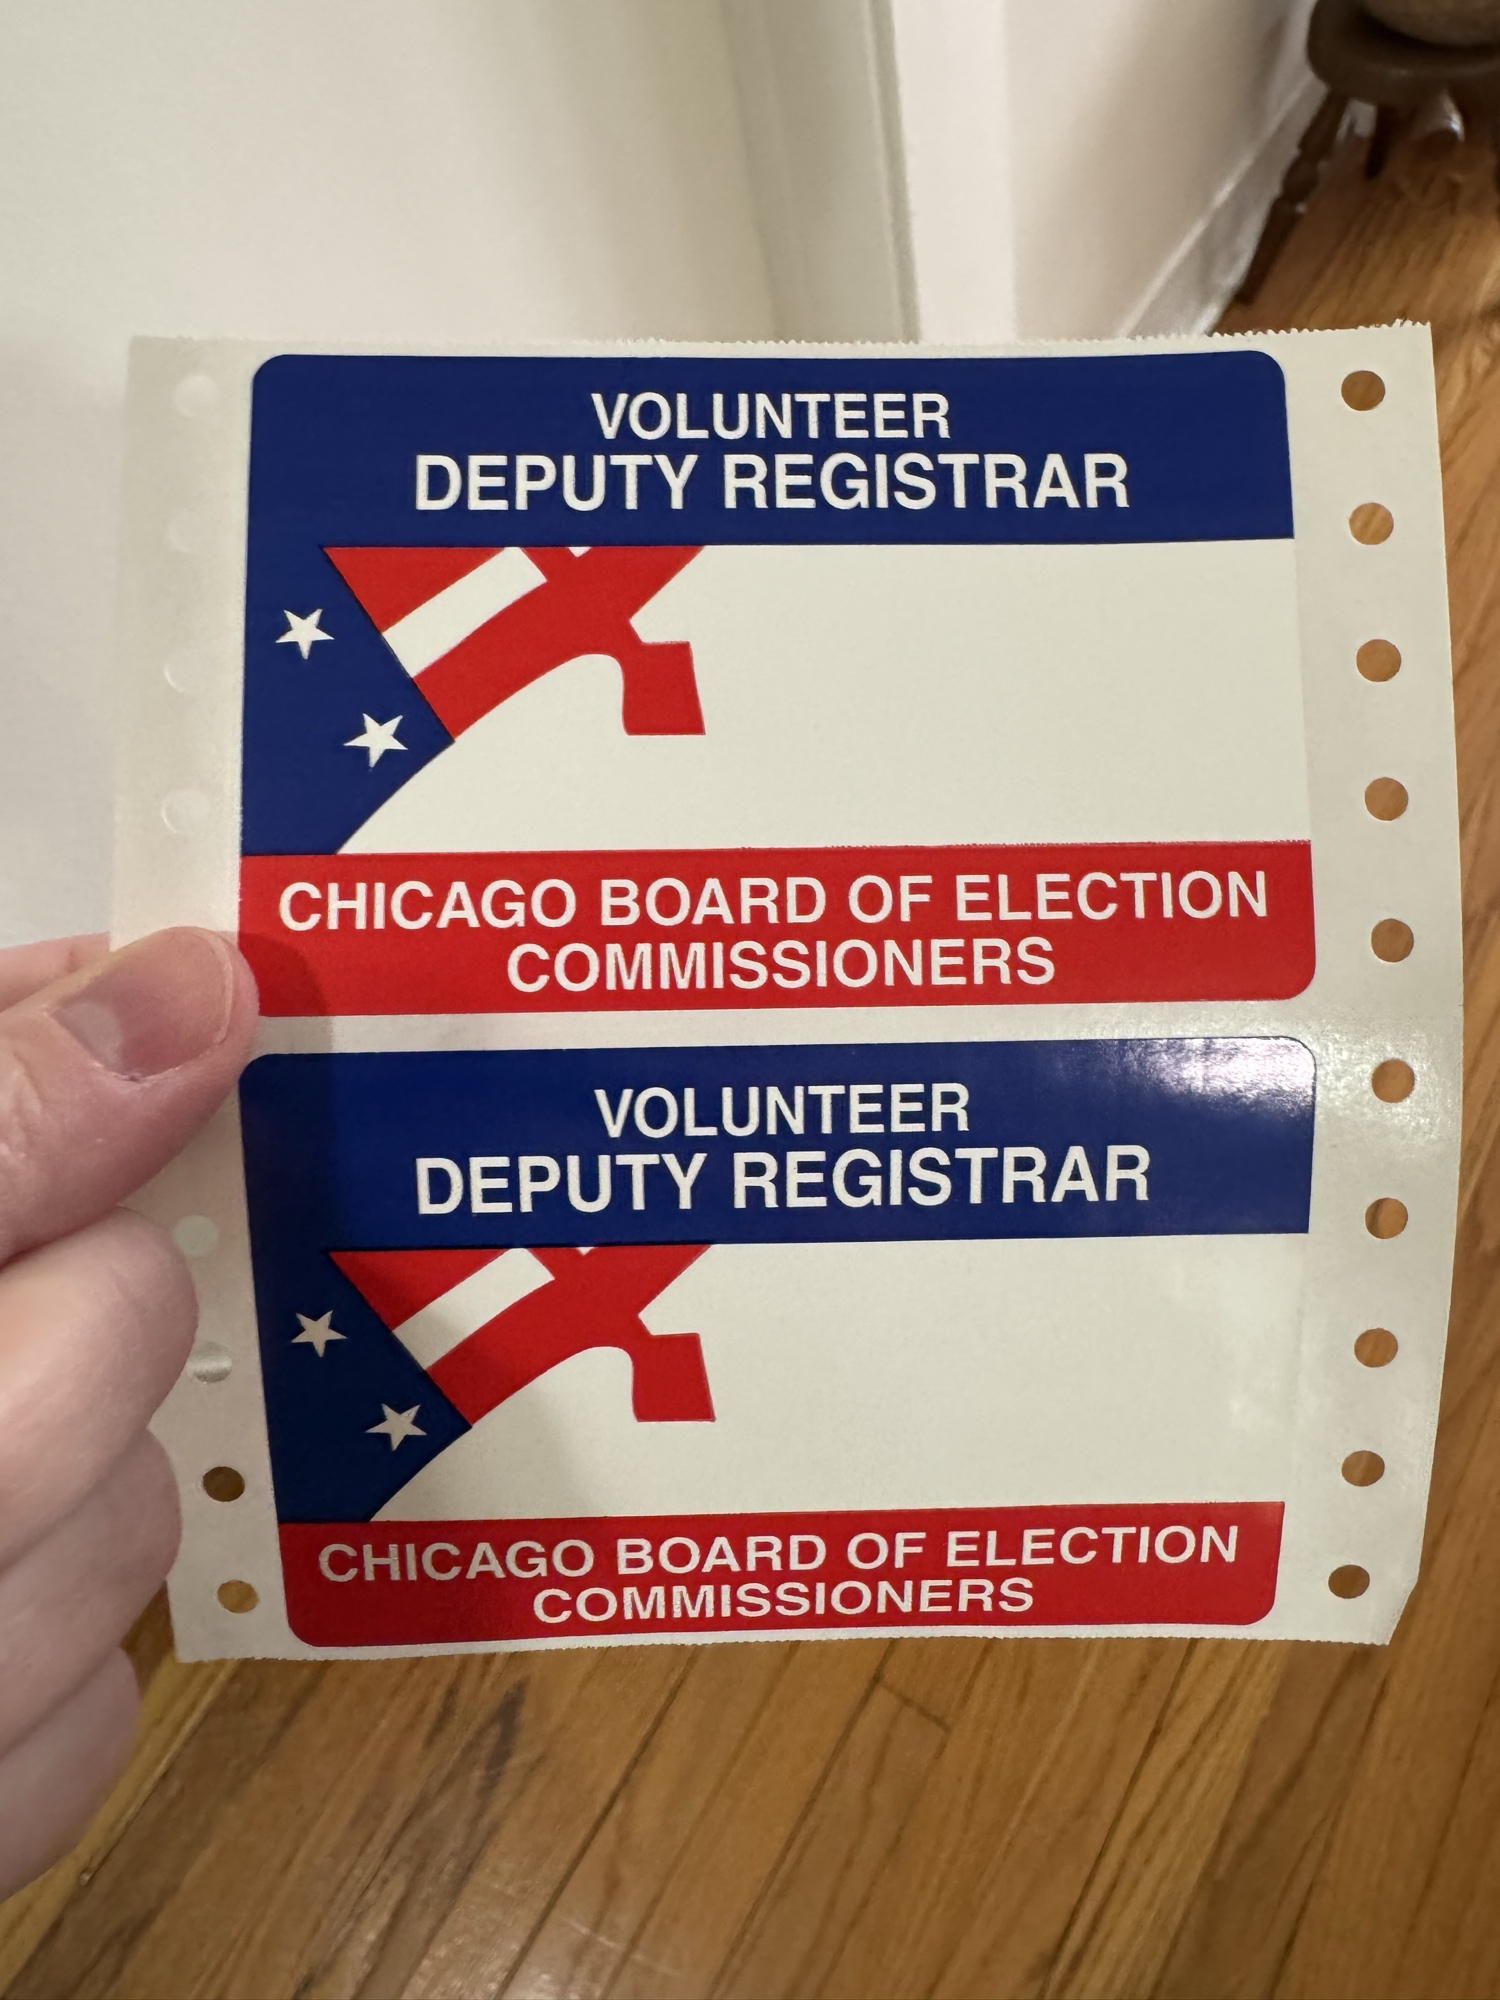 VOLUNTEER
DEPUTY REGISTRAR
CHICAGO BOARD OF ELECTION
COMMISSIONERS
VOLUNTEER
DEPUTY REGISTRAR
CHICAGO BOARD OF ELECTION
COMMISSIONERS